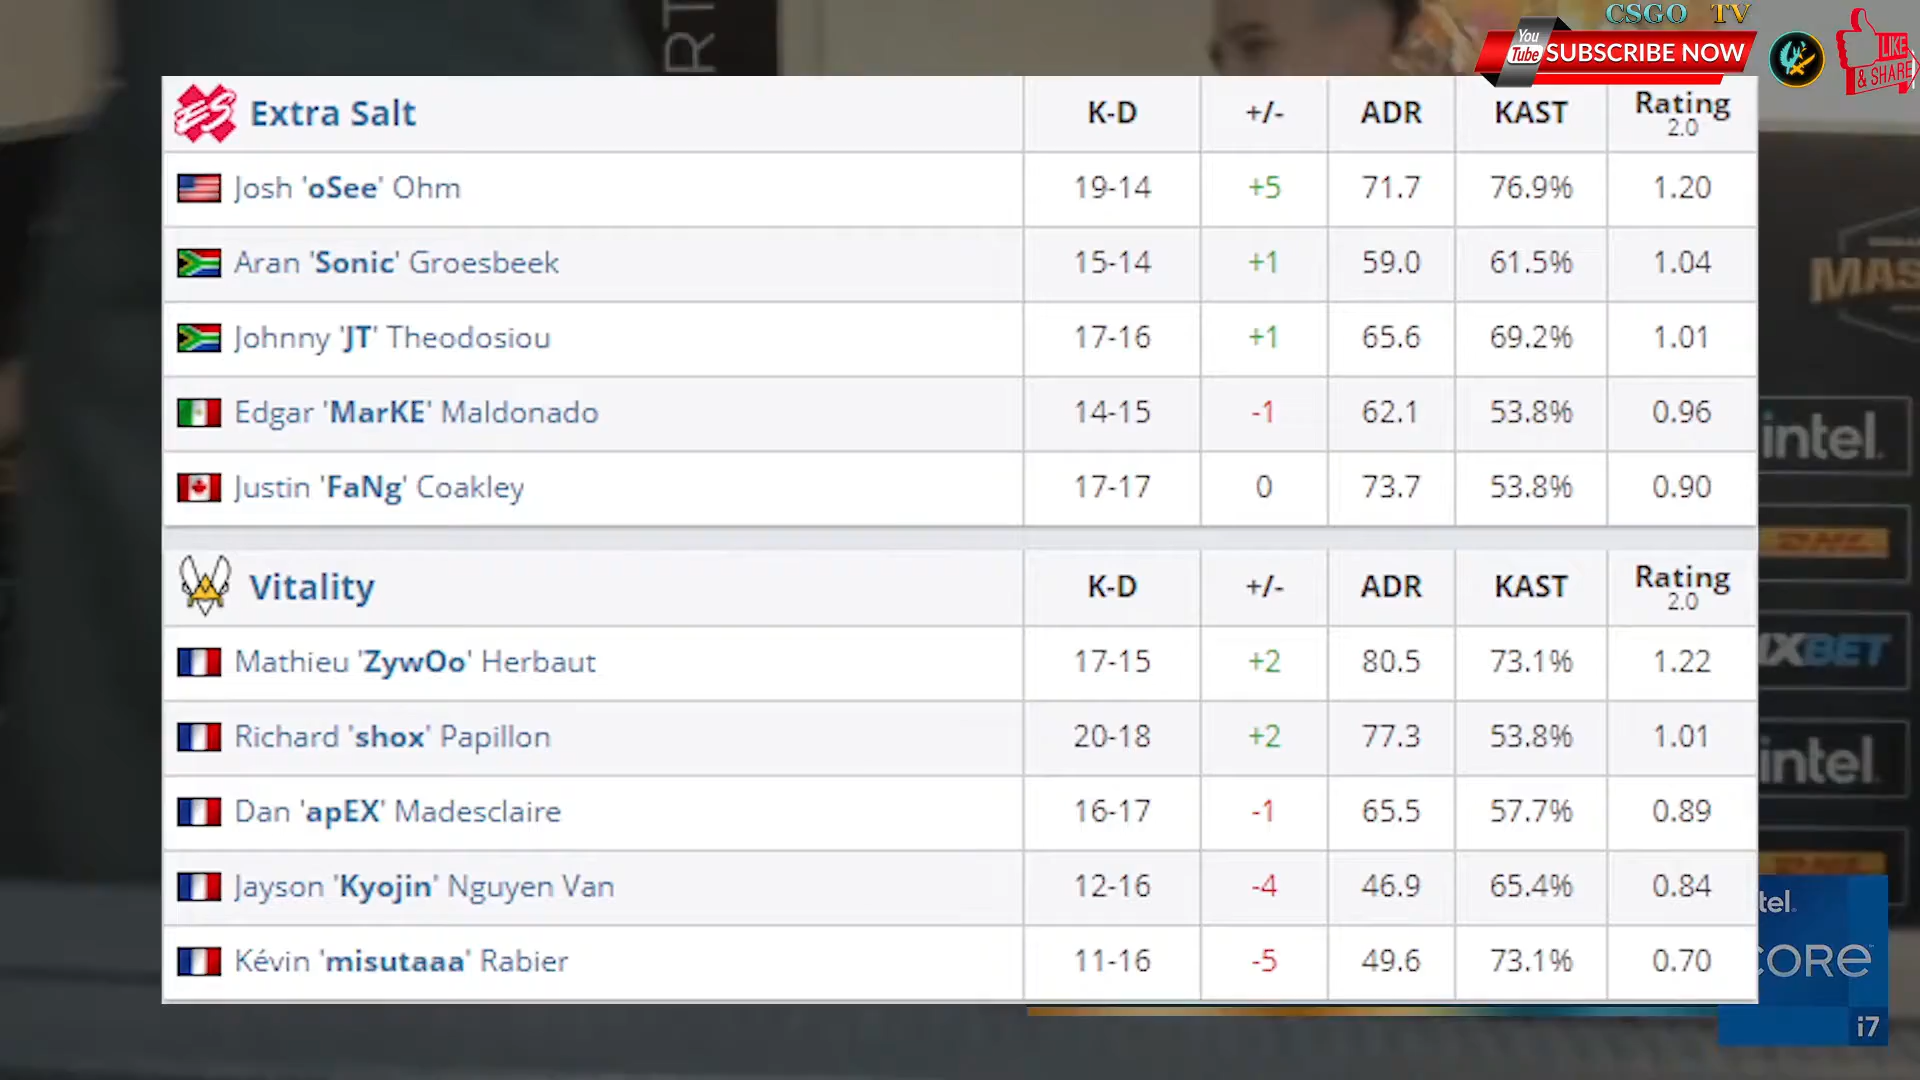 CSGO TV
You Tube SUBSCRIBE NOW
LIKE & SHARE
Extra Salt K-D +/- ADR KAST Rating 2.0
Josh 'oSee' Ohm 19-14 +5 71.7 76.9% 1.20
Aran 'Sonic' Groesbeek 15-14 +1 59.0 61.5% 1.04
Johnny 'JT' Theodosiou 17-16 +1 65.6 69.2% 1.01
Edgar 'MarKE' Maldonado 14-15 -1 62.1 53.8% 0.96
Justin 'FaNg' Coakley 17-17 0 73.7 53.8% 0.90
Vitality K-D +/- ADR KAST Rating 2.0
Mathieu 'ZywOo' Herbaut 17-15 +2 80.5 73.1% 1.22
Richard 'shox' Papillon 20-18 +2 77.3 53.8% 1.01
Dan 'apEX' Madesclaire 16-17 -1 65.5 57.7% 0.89
Jayson 'Kyojin' Nguyen Van 12-16 -4 46.9 65.4% 0.84
Kévin 'misutaaa' Rabier 11-16 -5 49.6 73.1% 0.70
RT
MAS
intel.
DHL
XBET
intel.
tel.
CORE
i7